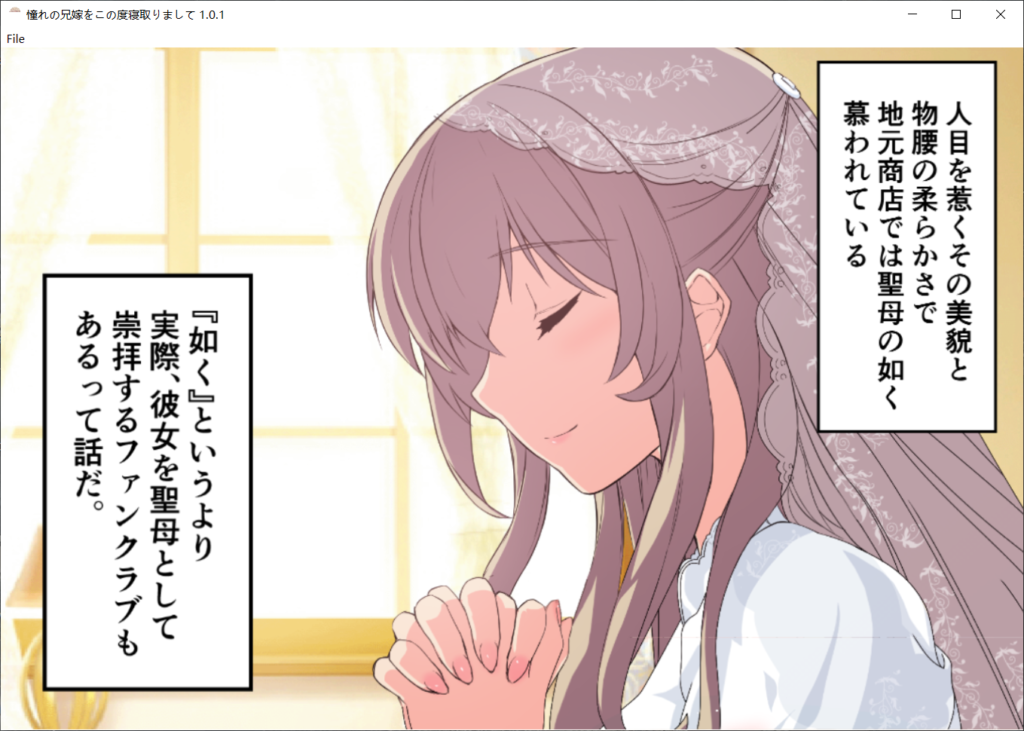 憧れの兄嫁をこの度寝取りまして 1.0.1
File
人目を惹くその美貌と
物腰の柔らかさで
地元商店では聖母の如く
慕われている
『如く』というより
実際、彼女を聖母として
崇拝するファンクラブも
あるって話だ。